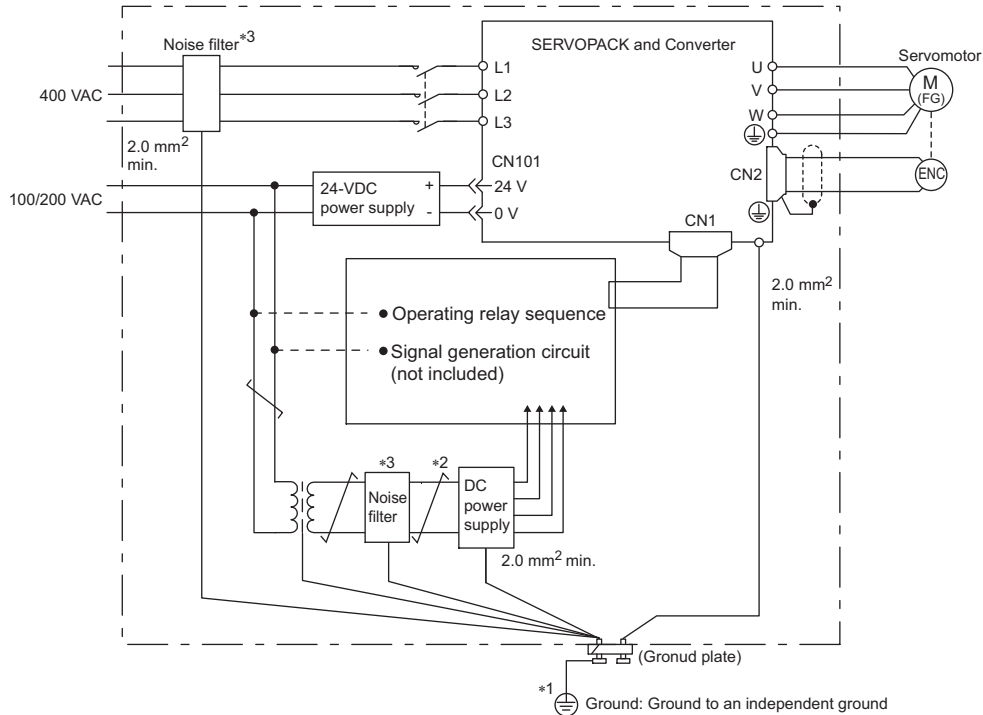 Noise filter*3
SERVOPACK and Converter
Servomotor
400 VAC
L1
L2
L3
U
V
W
M
(FG)
2.0 mm2
min.
CN101
100/200 VAC
24-VDC
power supply
+
-
24 V
0 V
CN2
ENC
CN1
2.0 mm2
min.
• Operating relay sequence
• Signal generation circuit
(not included)
*3
*2
Noise
filter
DC
power
supply
2.0 mm2 min.
(Gronud plate)
*1
Ground: Ground to an independent ground